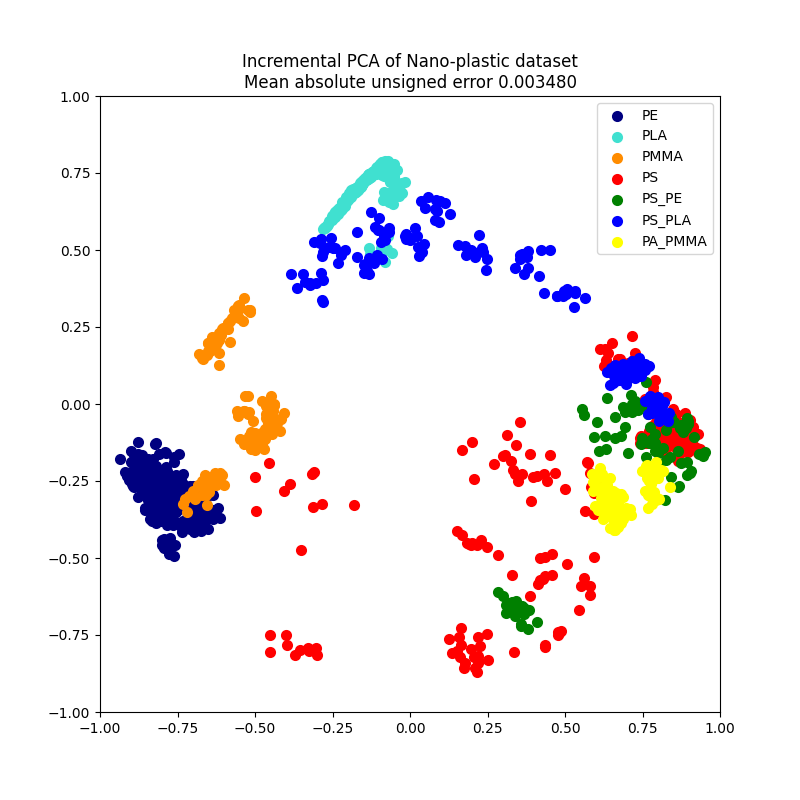 Incremental PCA of Nano-plastic dataset
Mean absolute unsigned error 0.003480
1.00
0.75
0.50
0.25
0.00
−0.25
−0.50
−0.75
−1.00
PE
PLA
PMMA
PS
PS_PE
PS_PLA
PA_PMMA
−1.00 −0.75 −0.50 −0.25 0.00 0.25 0.50 0.75 1.00